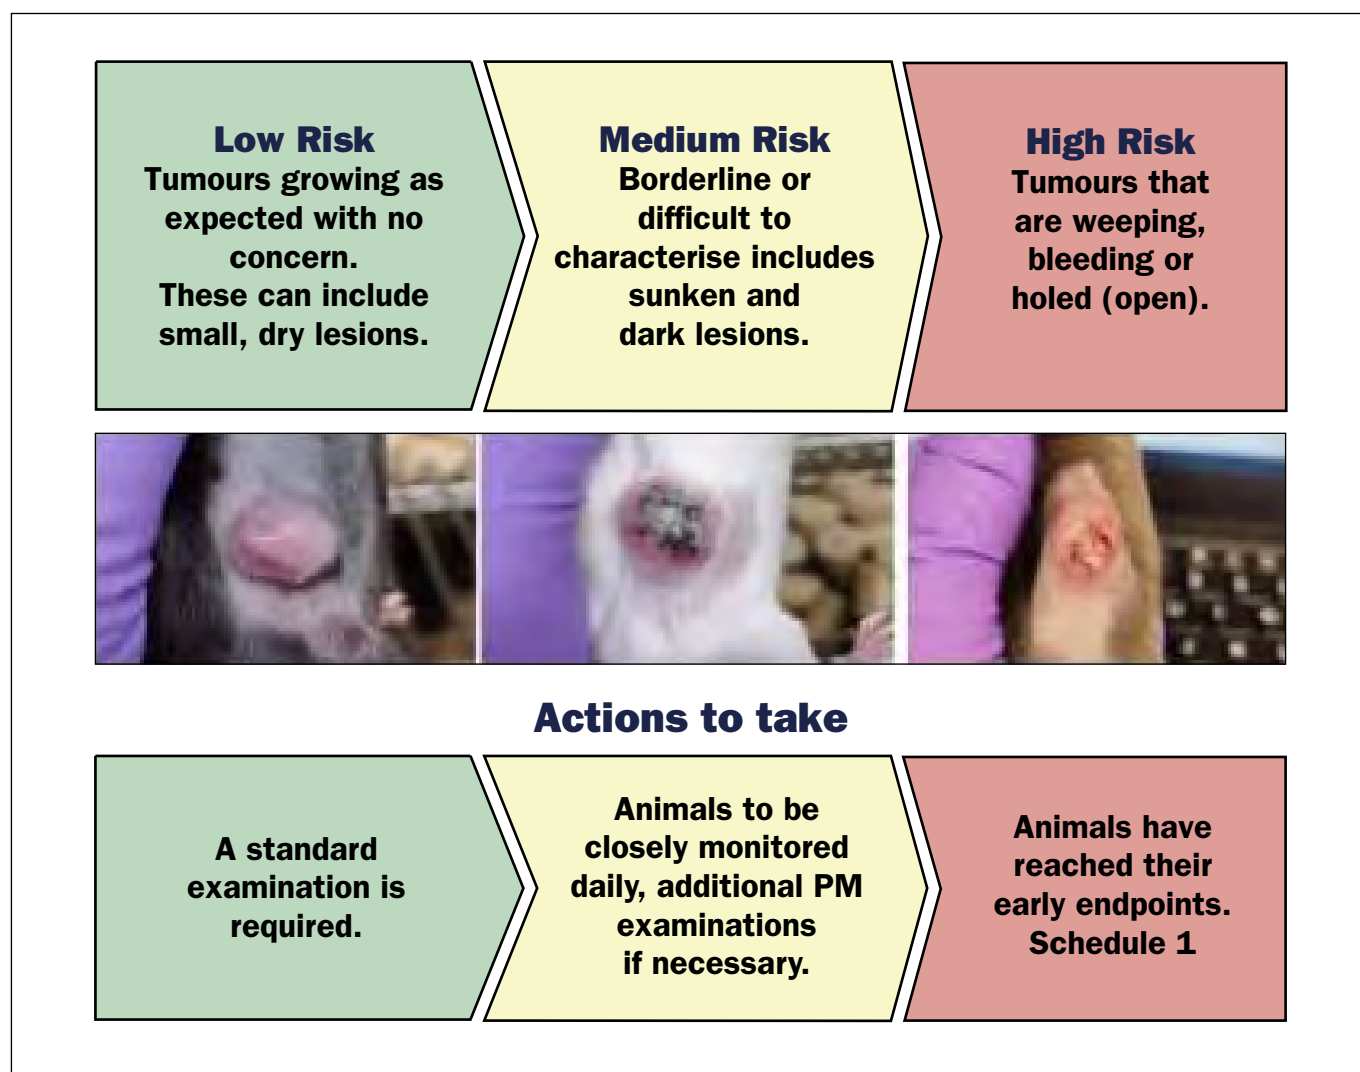 Low Risk
Tumours growing as
expected with no
concern.
These can include
small, dry lesions.
Medium Risk
Borderline or
difficult to
characterise includes
sunken and
dark lesions.
High Risk
Tumours that
are weeping,
bleeding or
holed (open).
Actions to take
A standard
examination is
required.
Animals to be
closely monitored
daily, additional PM
examinations
if necessary.
Animals have
reached their
early endpoints.
Schedule 1